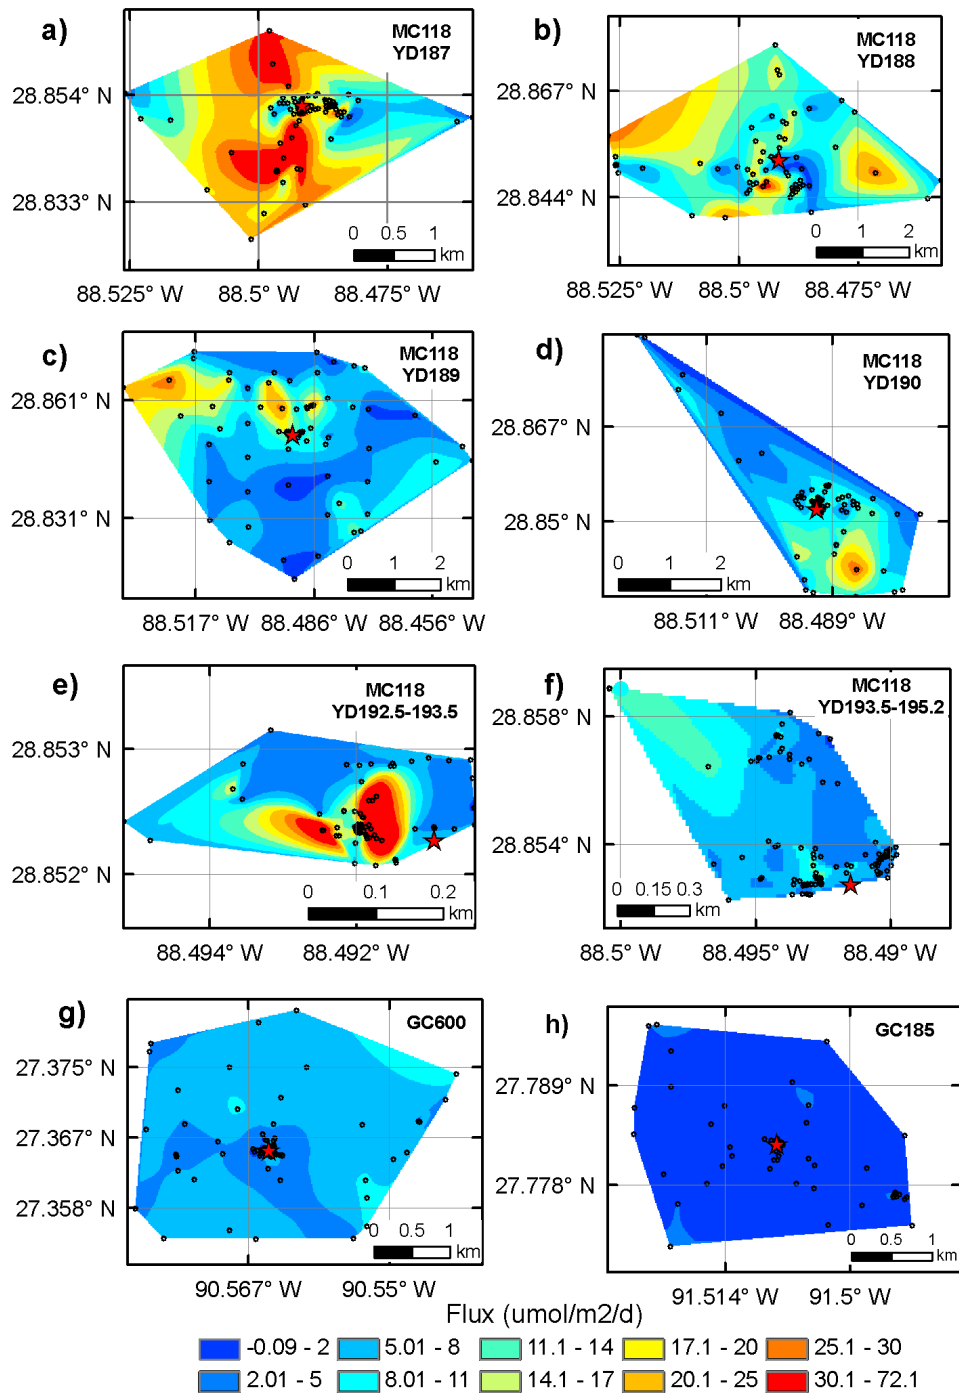 a)
MC118
YD187
28.854° N
28.833° N
0 0.5 1
km
88.525° W 88.5° W 88.475° W
b)
MC118
YD188
28.867° N
28.844° N
0 1 2
km
88.525° W 88.5° W 88.475° W
c)
MC118
YD189
28.861° N
28.831° N
0 1 2
km
88.517° W 88.486° W 88.456° W
d)
MC118
YD190
28.867° N
28.85° N
0 1 2
km
88.511° W 88.489° W
e)
MC118
YD192.5-193.5
28.853° N
28.852° N
0 0.1 0.2
km
88.494° W 88.492° W
f)
MC118
YD193.5-195.2
28.858° N
28.854° N
0 0.15 0.3
km
88.5° W 88.495° W 88.49° W
g)
GC600
27.375° N
27.367° N
27.358° N
0 0.5 1
km
90.567° W 90.55° W
h)
GC185
27.789° N
27.778° N
0 0.5 1
km
91.514° W 91.5° W
Flux (umol/m2/d)
-0.09 - 2 5.01 - 8 11.1 - 14 17.1 - 20 25.1 - 30
2.01 - 5 8.01 - 11 14.1 - 17 20.1 - 25 30.1 - 72.1